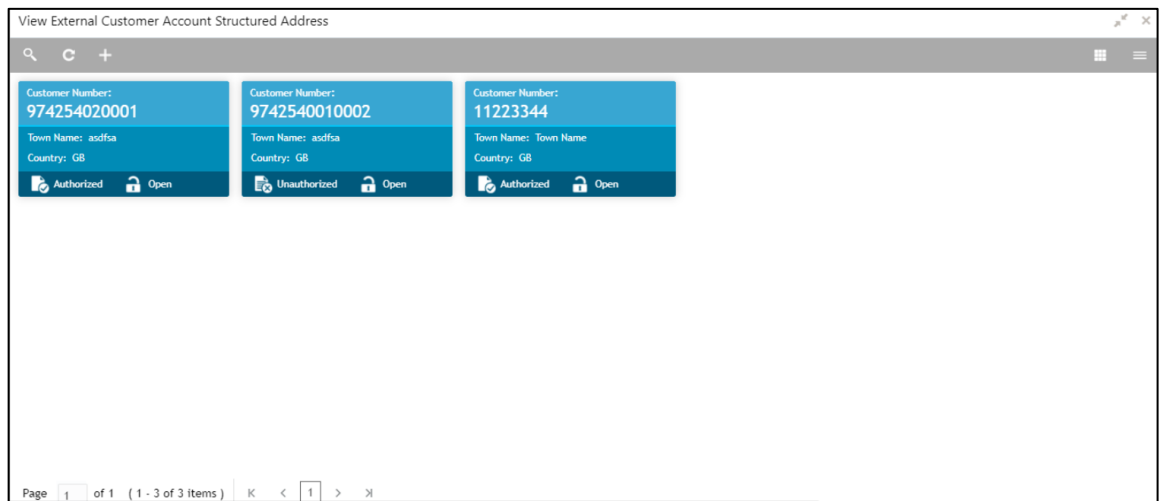 View External Customer Account Structured Address
Customer Number:
974254020001
Town Name: asdfsa
Country: GB
Authorized Open
Customer Number:
9742540010002
Town Name: asdfsa
Country: GB
Unauthorized Open
Customer Number:
11223344
Town Name: Town Name
Country: GB
Authorized Open
Page 1 of 1 ( 1 - 3 of 3 items ) 1